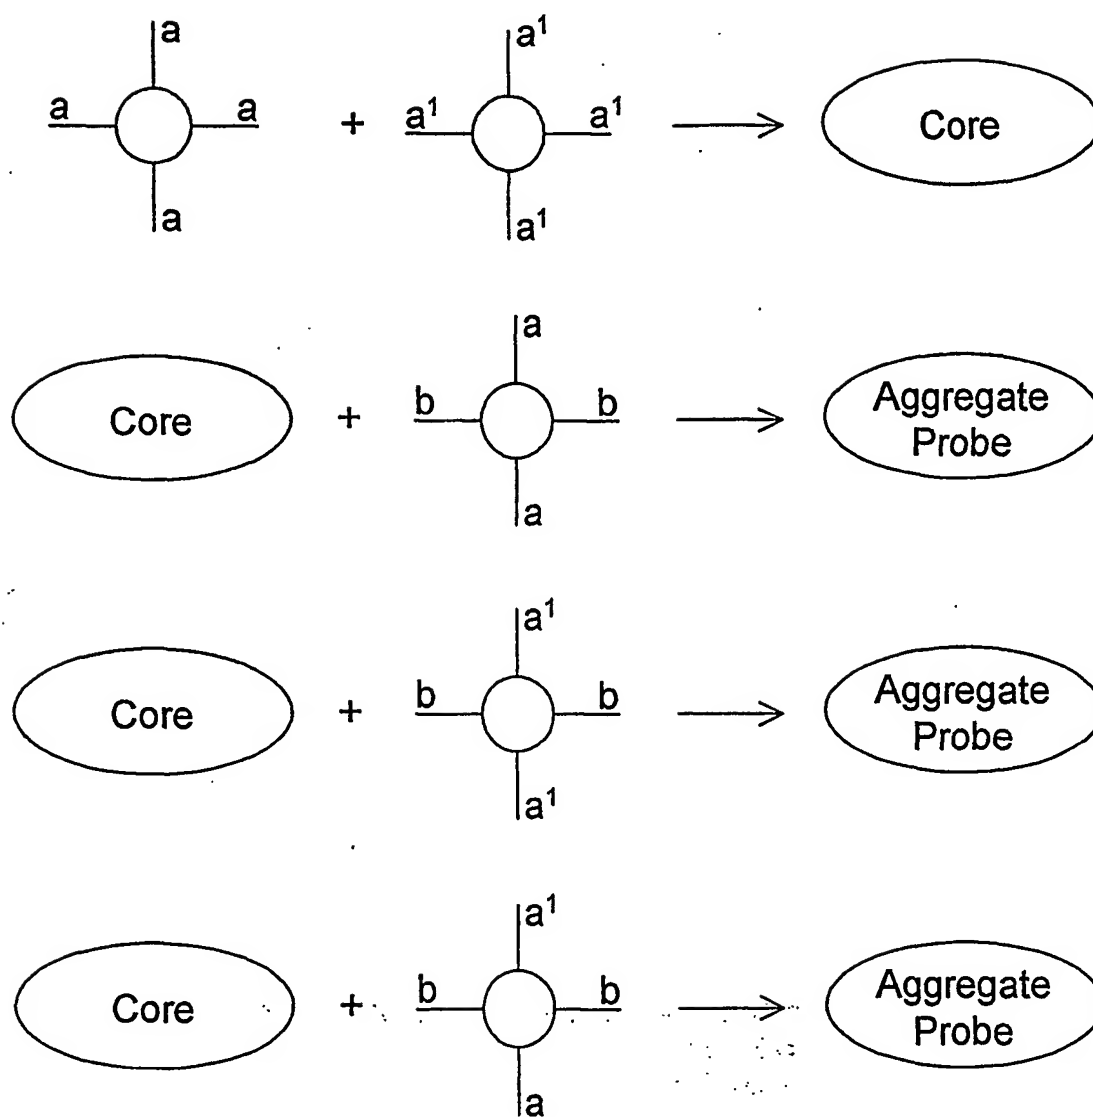 a
a a + a¹ a¹ → Core
a¹
a
a¹
a
Core + b b → Aggregate Probe
a
a¹
Core + b b → Aggregate Probe
a¹
a¹
Core + b b → Aggregate Probe
a